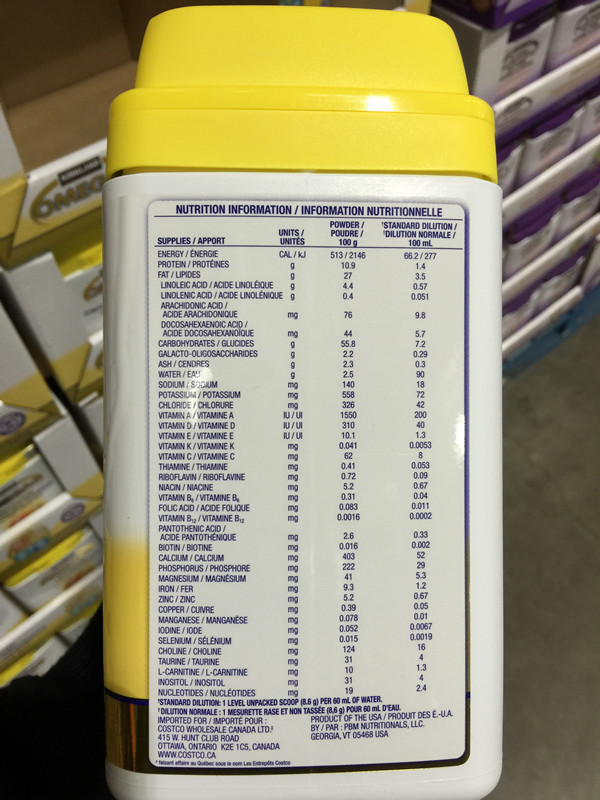 KIRKLAND
OMEG
NUTRITION INFORMATION / INFORMATION NUTRITIONNELLE
SUPPLIES / APPORT UNITS / UNITÉS POWDER / POUDRE / 100 g †STANDARD DILUTION / †DILUTION NORMALE / 100 mL
ENERGY / ÉNERGIE CAL / kJ 513 / 2146 66.2 / 277
PROTEIN / PROTÉINES g 10.9 1.4
FAT / LIPIDES g 27 3.5
LINOLEIC ACID / ACIDE LINOLÉIQUE g 4.4 0.57
LINOLENIC ACID / ACIDE LINOLÉNIQUE g 0.4 0.051
ARACHIDONIC ACID /
ACIDE ARACHIDONIQUE mg 76 9.8
DOCOSAHEXAENOIC ACID /
ACIDE DOCOSAHEXANOÏQUE mg 44 5.7
CARBOHYDRATES / GLUCIDES g 55.8 7.2
GALACTO-OLIGOSACCHARIDES g 2.2 0.29
ASH / CENDRES g 2.3 0.3
WATER / EAU g 2.5 90
SODIUM / SODIUM mg 140 18
POTASSIUM / POTASSIUM mg 558 72
CHLORIDE / CHLORURE mg 326 42
VITAMIN A / VITAMINE A IU / UI 1550 200
VITAMIN D / VITAMINE D IU / UI 310 40
VITAMIN E / VITAMINE E IU / UI 10.1 1.3
VITAMIN K / VITAMINE K mg 0.041 0.0053
VITAMIN C / VITAMINE C mg 62 8
THIAMINE / THIAMINE mg 0.41 0.053
RIBOFLAVIN / RIBOFLAVINE mg 0.72 0.09
NIACIN / NIACINE mg 5.2 0.67
VITAMIN B6 / VITAMINE B6 mg 0.31 0.04
FOLIC ACID / ACIDE FOLIQUE mg 0.083 0.011
VITAMIN B12 / VITAMINE B12 mg 0.0016 0.0002
PANTOTHENIC ACID /
ACIDE PANTOTHÉNIQUE mg 2.6 0.33
BIOTIN / BIOTINE mg 0.016 0.002
CALCIUM / CALCIUM mg 403 52
PHOSPHORUS / PHOSPHORE mg 222 29
MAGNESIUM / MAGNÉSIUM mg 41 5.3
IRON / FER mg 9.3 1.2
ZINC / ZINC mg 5.2 0.67
COPPER / CUIVRE mg 0.39 0.05
MANGANESE / MANGANÈSE mg 0.078 0.01
IODINE / IODE mg 0.052 0.0067
SELENIUM / SÉLÉNIUM mg 0.015 0.0019
CHOLINE / CHOLINE mg 124 16
TAURINE / TAURINE mg 31 4
L-CARNITINE / L-CARNITINE mg 10 1.3
INOSITOL / INOSITOL mg 31 4
NUCLEOTIDES / NUCLÉOTIDES mg 19 2.4
†STANDARD DILUTION: 1 LEVEL UNPACKED SCOOP (8.6 g) PER 60 mL OF WATER.
†DILUTION NORMALE : 1 MESURETTE RASE ET NON TASSÉE (8,6 g) POUR 60 mL D'EAU.
IMPORTED FOR / IMPORTÉ POUR : PRODUCT OF THE USA / PRODUIT DES É.-U.A.
COSTCO WHOLESALE CANADA LTD.‡ BY / PAR : PBM NUTRITIONALS, LLC.
415 W. HUNT CLUB ROAD GEORGIA, VT 05468 USA
OTTAWA, ONTARIO K2E 1C5, CANADA
WWW.COSTCO.CA
‡ faisant affaire au Québec sous le nom Les Entrepôts Costco